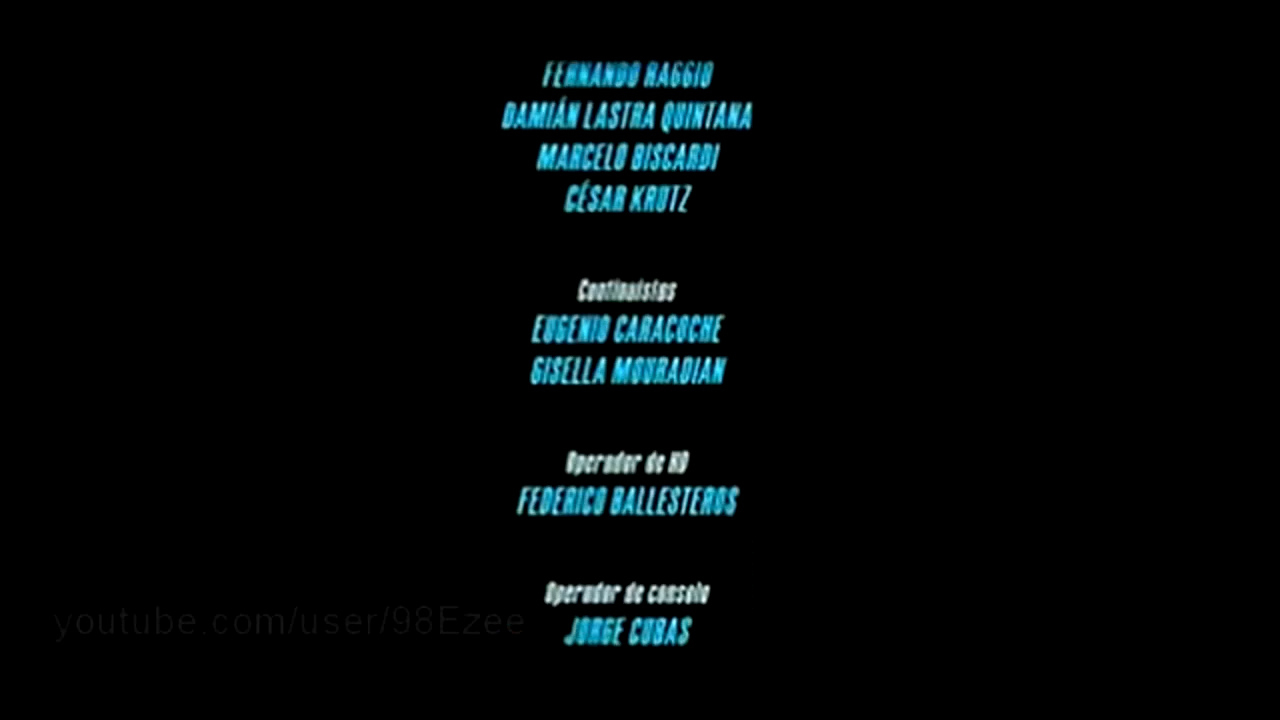 FERNANDO RAGGIO
DAMIÁN LASTRA QUINTANA
MARCELO BISCARDI
CÉSAR KRUTZ
Continuistas
EUGENIO CARACOCHE
GISELLA MOURADIAN
Operador de HD
FEDERICO BALLESTEROS
Operador de consola
youtube.com/user/98Ezee
JORGE CUBAS